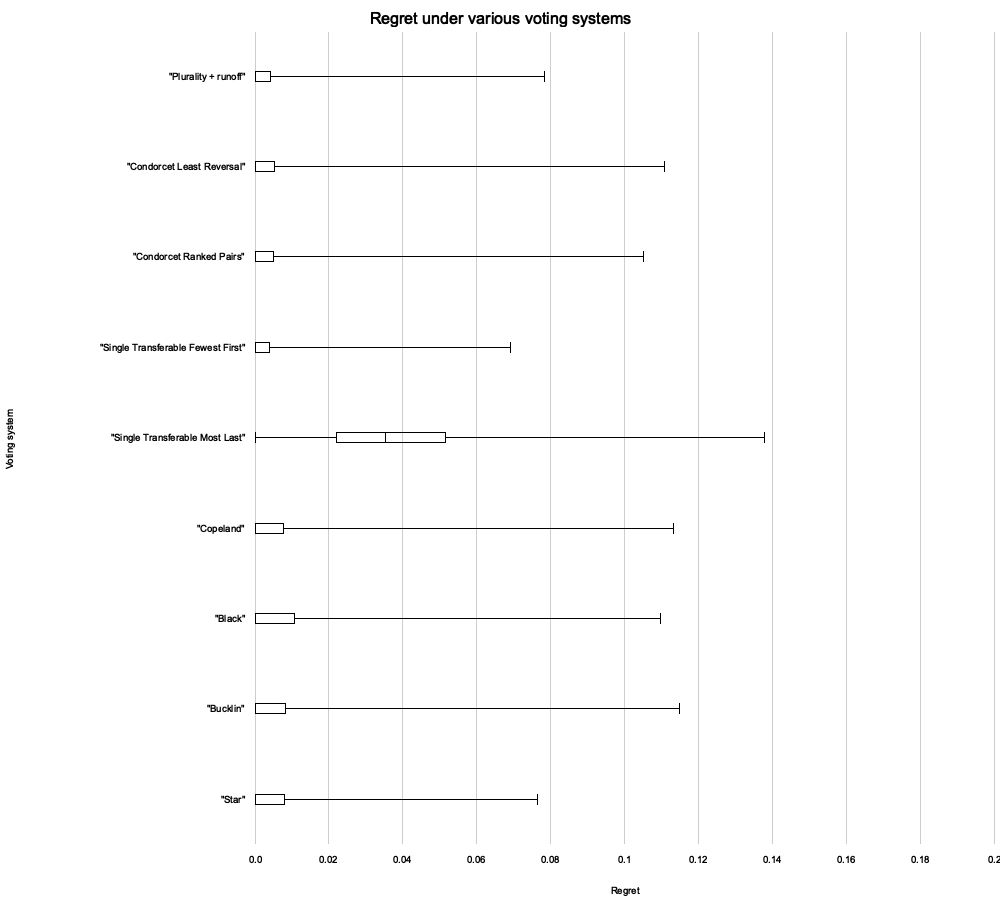 Regret under various voting systems
"Plurality + runoff"
"Condorcet Least Reversal"
"Condorcet Ranked Pairs"
"Single Transferable Fewest First"
"Single Transferable Most Last"
"Copeland"
"Black"
"Bucklin"
"Star"
Voting system
0.0 0.02 0.04 0.06 0.08 0.1 0.12 0.14 0.16 0.18 0.2
Regret